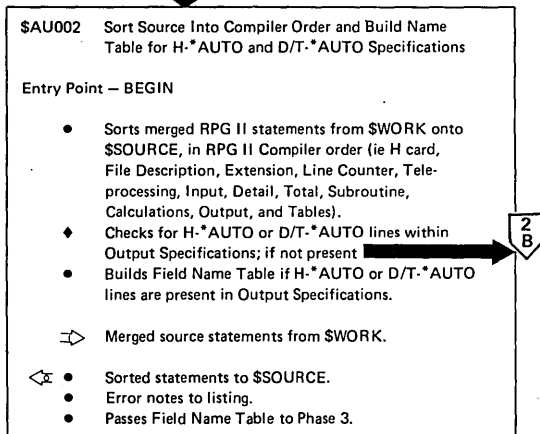 $AU002 Sort Source Into Compiler Order and Build Name
Table for H-*AUTO and D/T-*AUTO Specifications
Entry Point — BEGIN
● Sorts merged RPG II statements from $WORK onto
$SOURCE, in RPG II Compiler order (ie H card,
File Description, Extension, Line Counter, Tele-
processing, Input, Detail, Total, Subroutine,
Calculations, Output, and Tables).
♦ Checks for H-*AUTO or D/T-*AUTO lines within
Output Specifications; if not present
2
B
● Builds Field Name Table if H-*AUTO or D/T-*AUTO
lines are present in Output Specifications.
Merged source statements from $WORK.
● Sorted statements to $SOURCE.
● Error notes to listing.
● Passes Field Name Table to Phase 3.